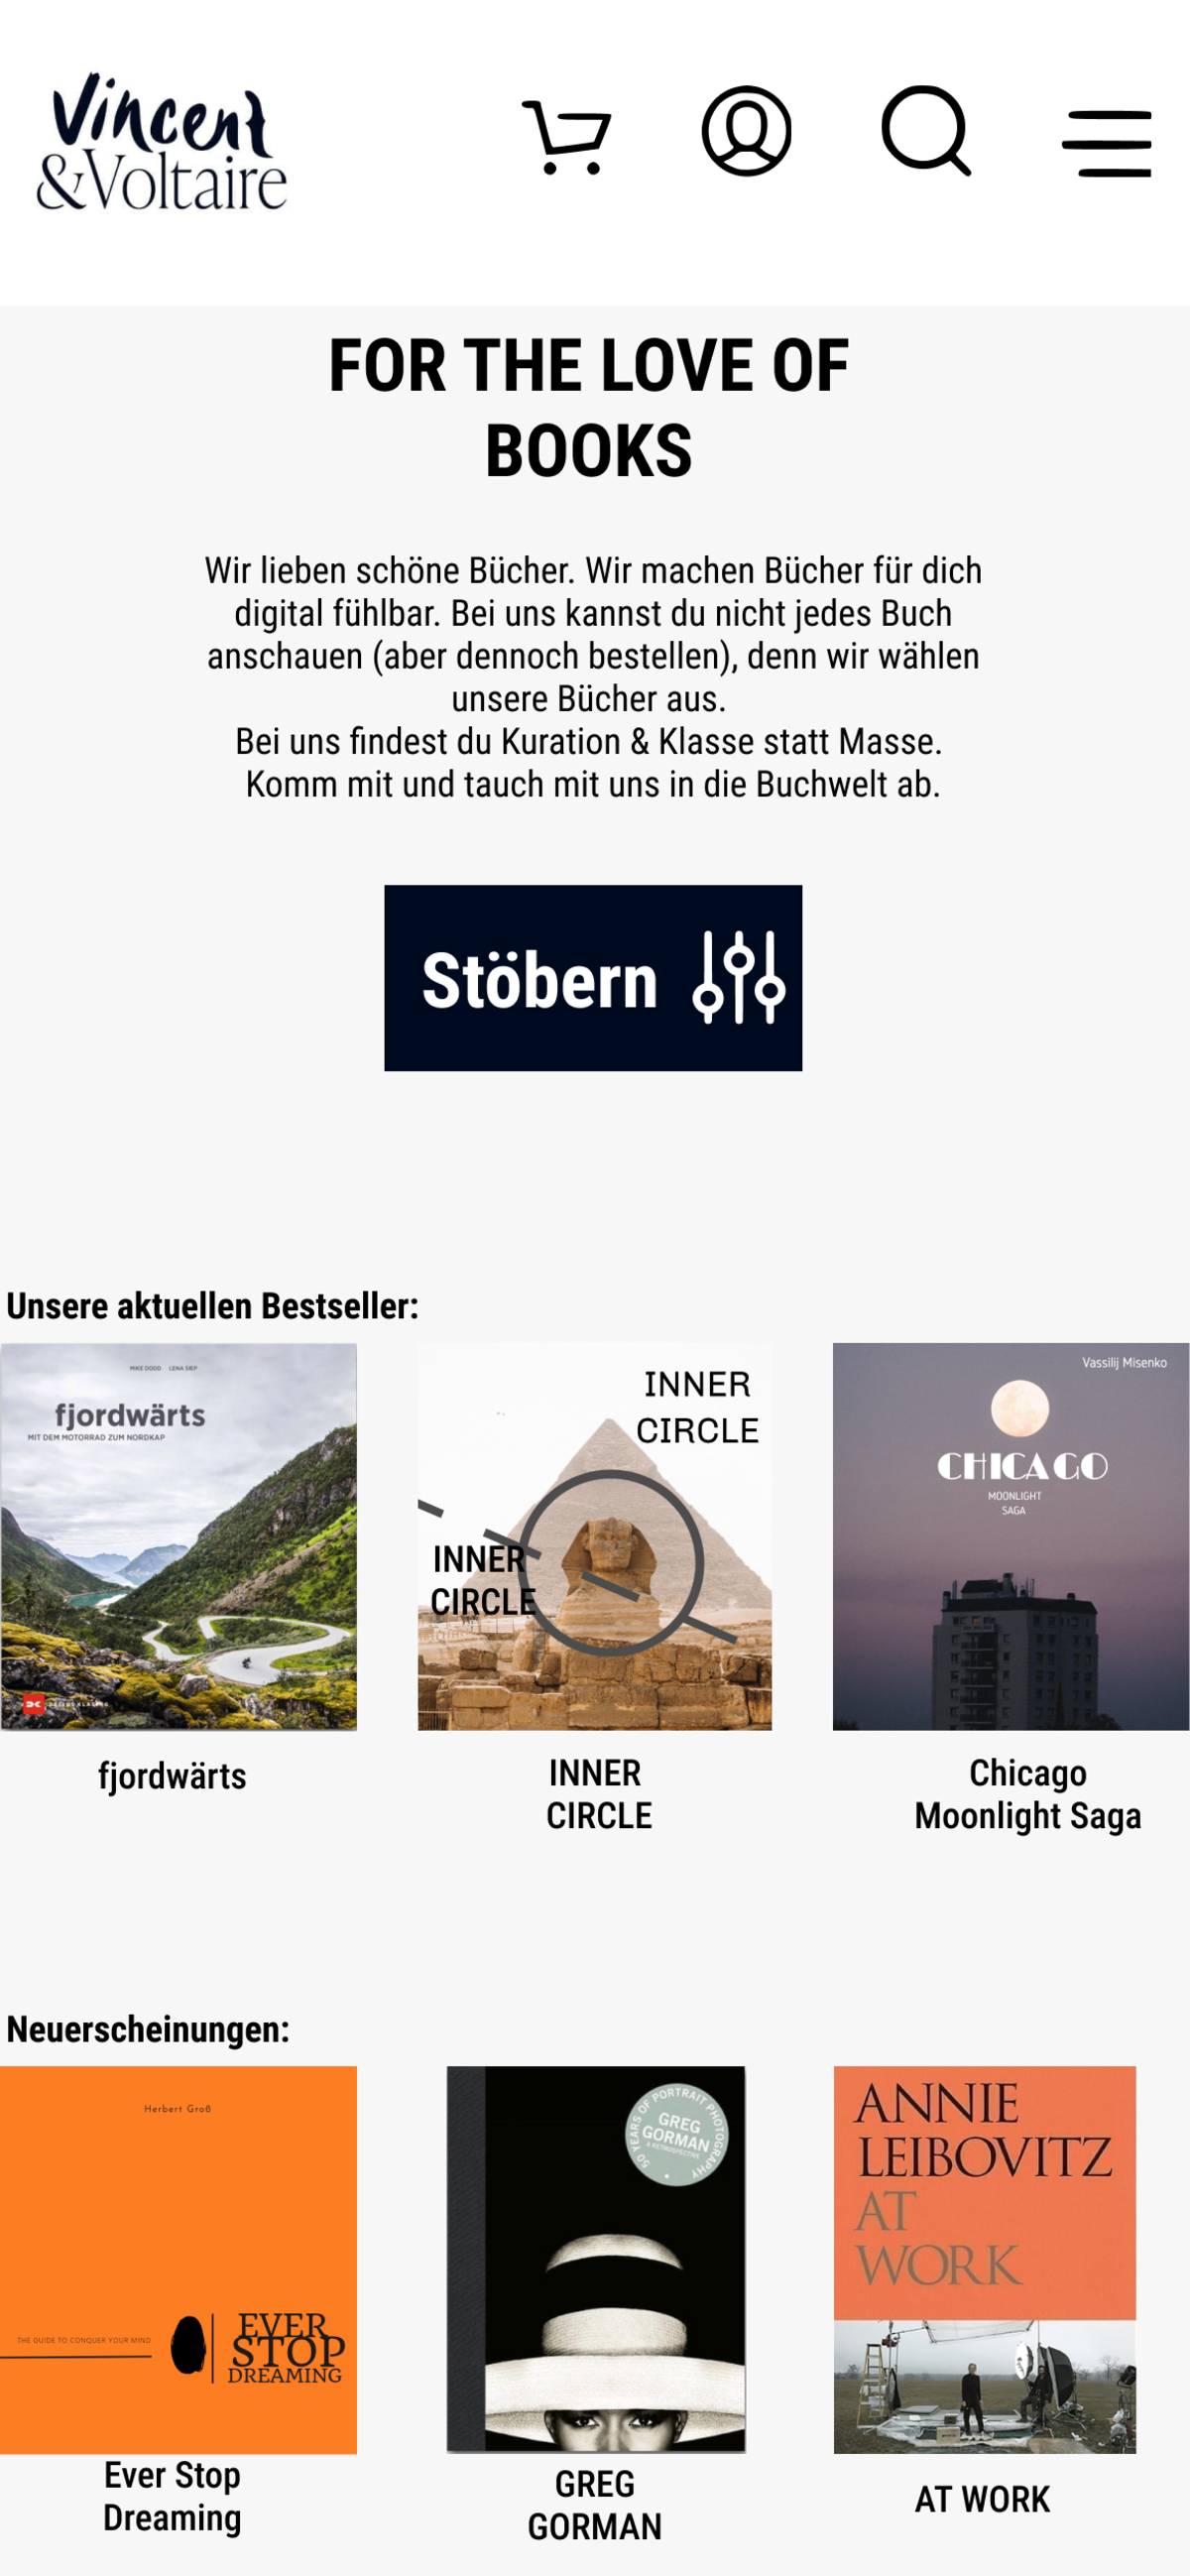 Vincent
&Voltaire
FOR THE LOVE OF
BOOKS
Wir lieben schöne Bücher. Wir machen Bücher für dich
digital fühlbar. Bei uns kannst du nicht jedes Buch
anschauen (aber dennoch bestellen), denn wir wählen
unsere Bücher aus.
Bei uns findest du Kuration & Klasse statt Masse.
Komm mit und tauch mit uns in die Buchwelt ab.
Stöbern
Unsere aktuellen Bestseller:
MIKE DODD LENA SIEP
fjordwärts
MIT DEM MOTORRAD ZUM NORDKAP
DELIUS KLASING
INNER
CIRCLE
INNER
CIRCLE
Vassilij Misenko
CHICAGO
MOONLIGHT
SAGA
fjordwärts
INNER
CIRCLE
Chicago
Moonlight Saga
Neuerscheinungen:
Herbert Groß
THE GUIDE TO CONQUER YOUR MIND
EVER
STOP
DREAMING
50 YEARS OF PORTRAIT PHOTOGRAPHY
GREG
GORMAN
A RETROSPECTIVE
ANNIE
LEIBOVITZ
AT
WORK
Ever Stop
Dreaming
GREG
GORMAN
AT WORK